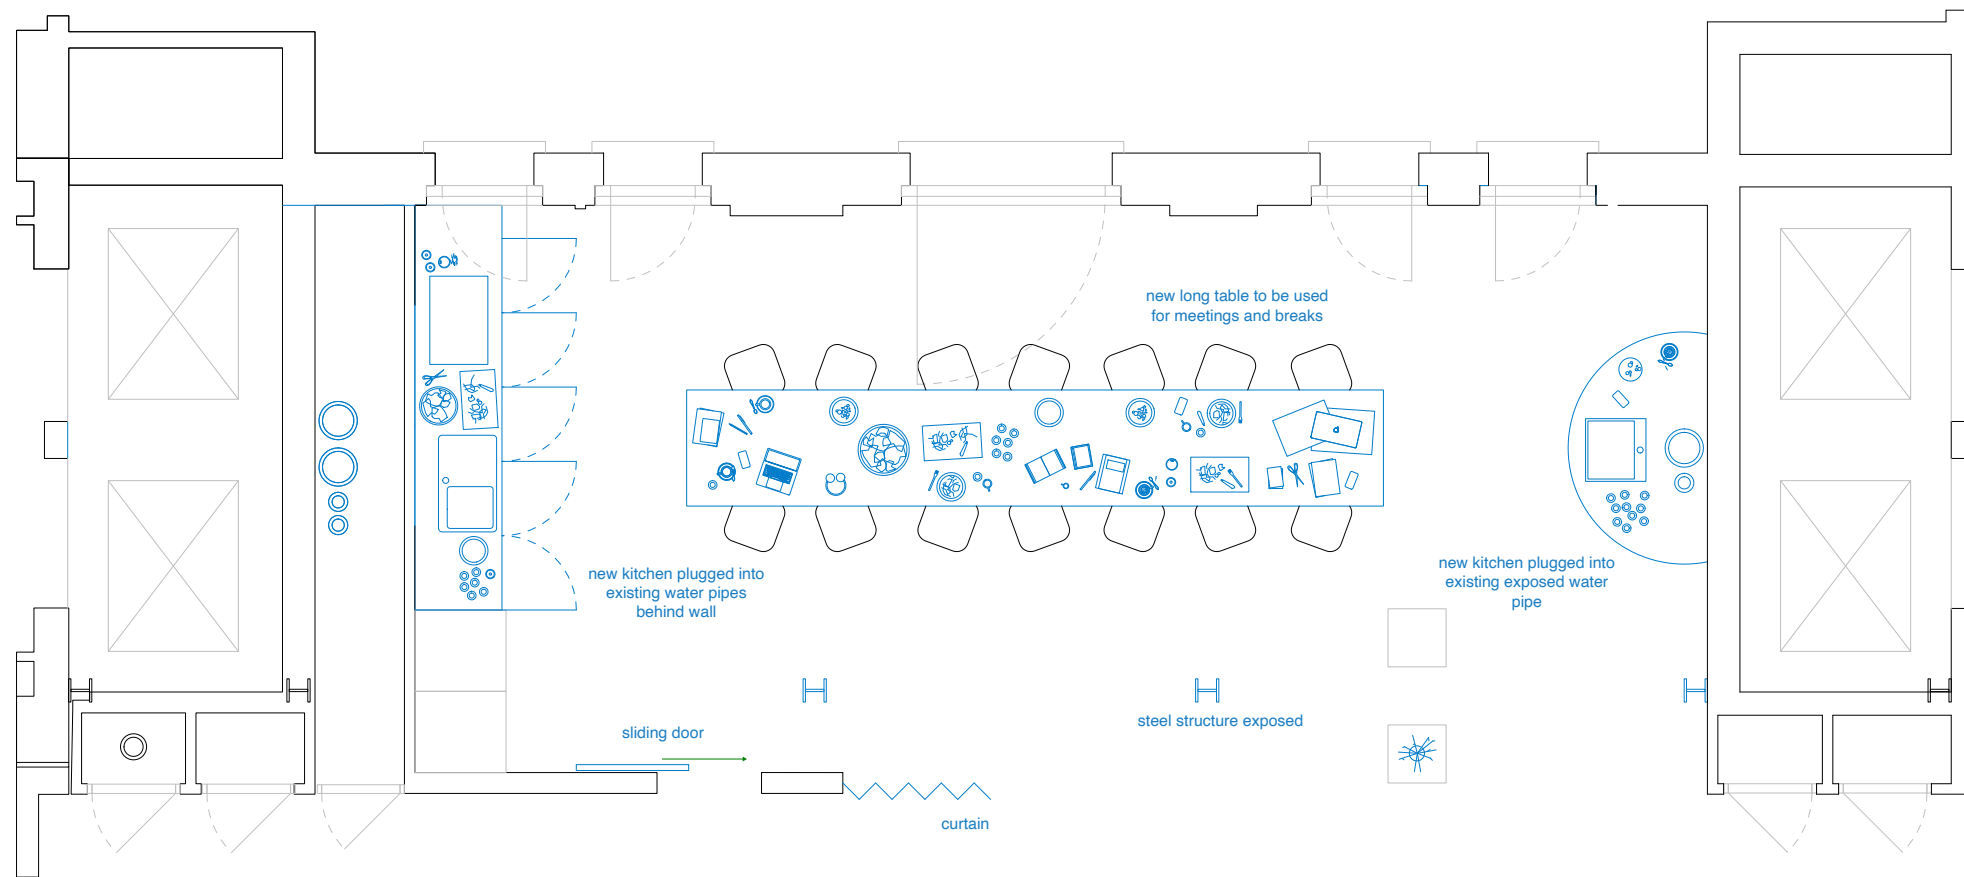 new long table to be used
for meetings and breaks
new kitchen plugged into
existing water pipes
behind wall
new kitchen plugged into
existing exposed water
pipe
steel structure exposed
sliding door
curtain